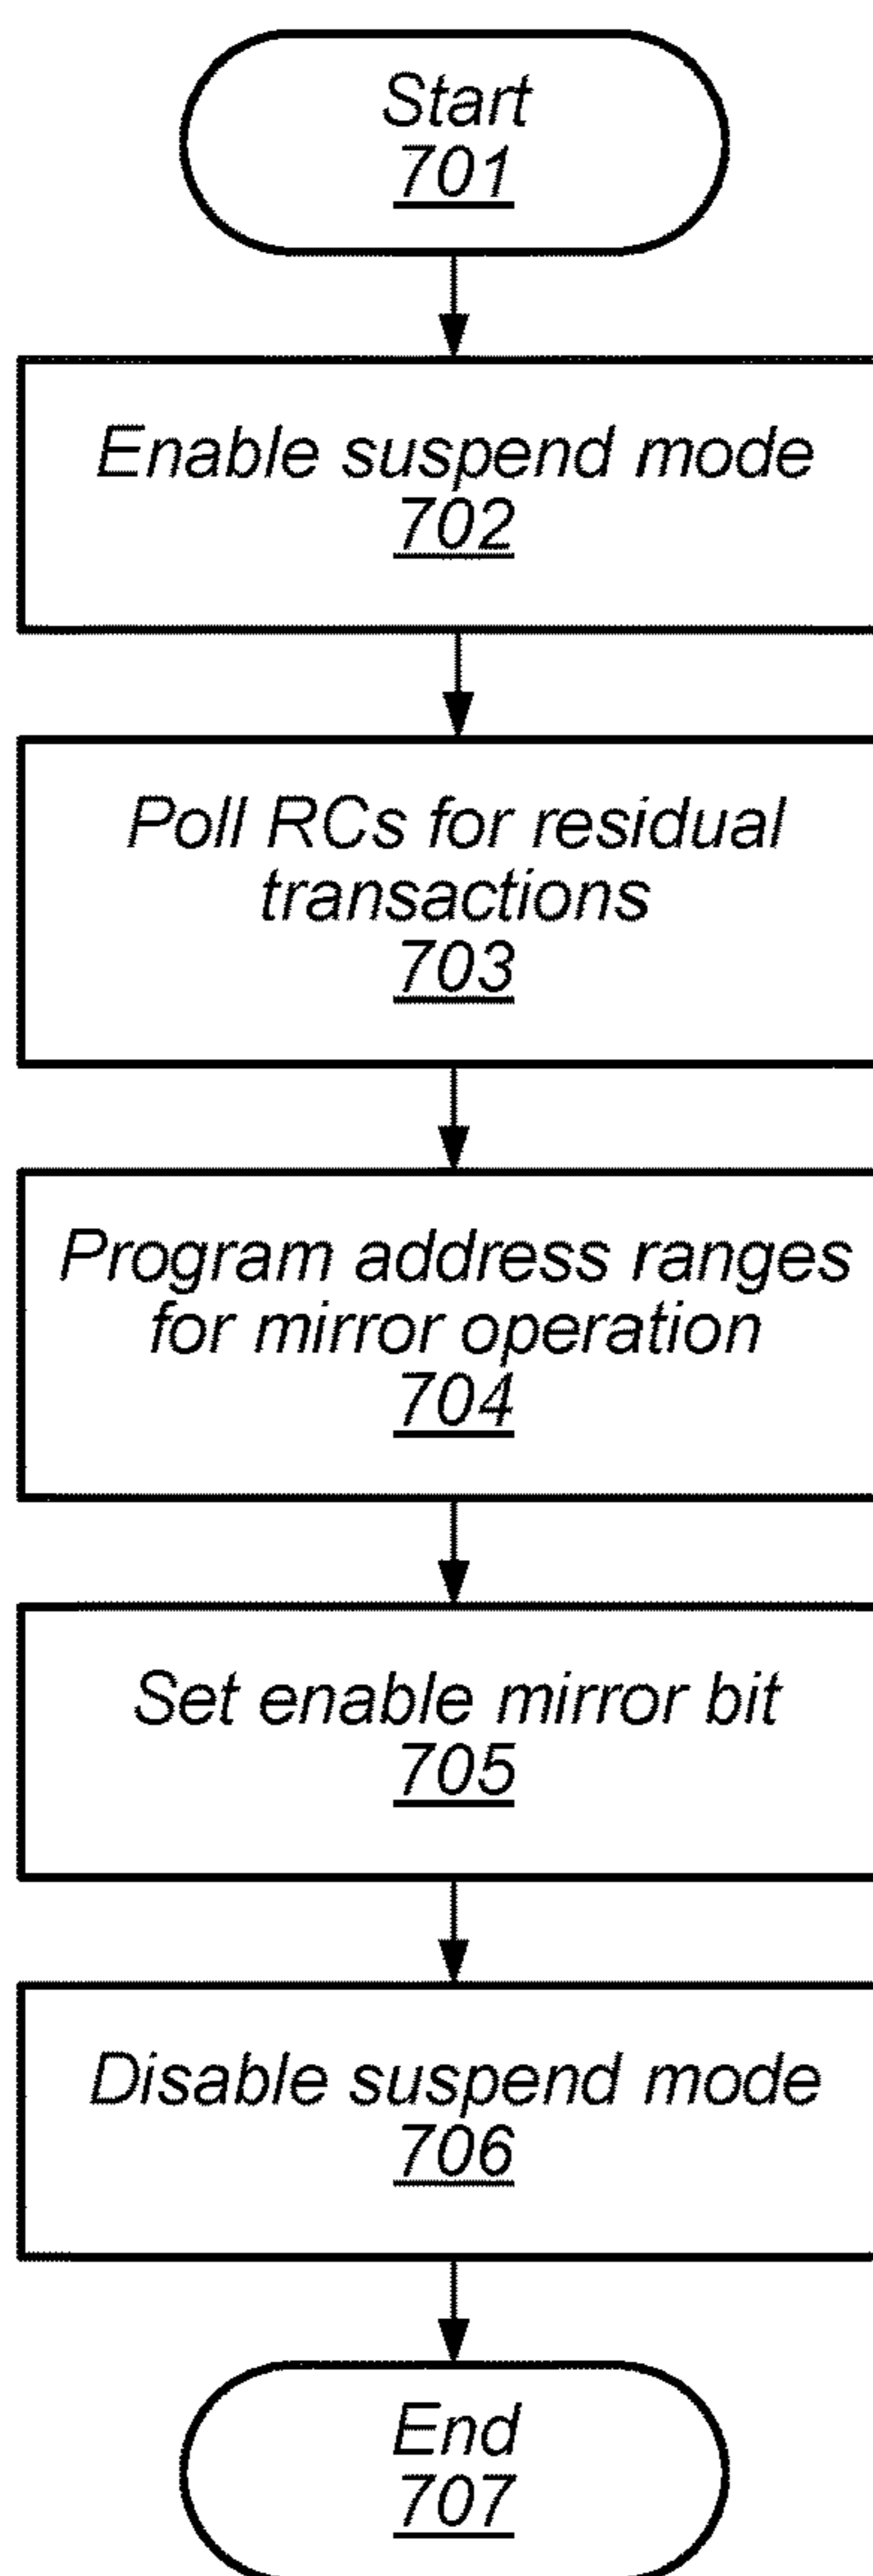 Start
701
Enable suspend mode
702
Poll RCs for residual
transactions
703
Program address ranges
for mirror operation
704
Set enable mirror bit
705
Disable suspend mode
706
End
707